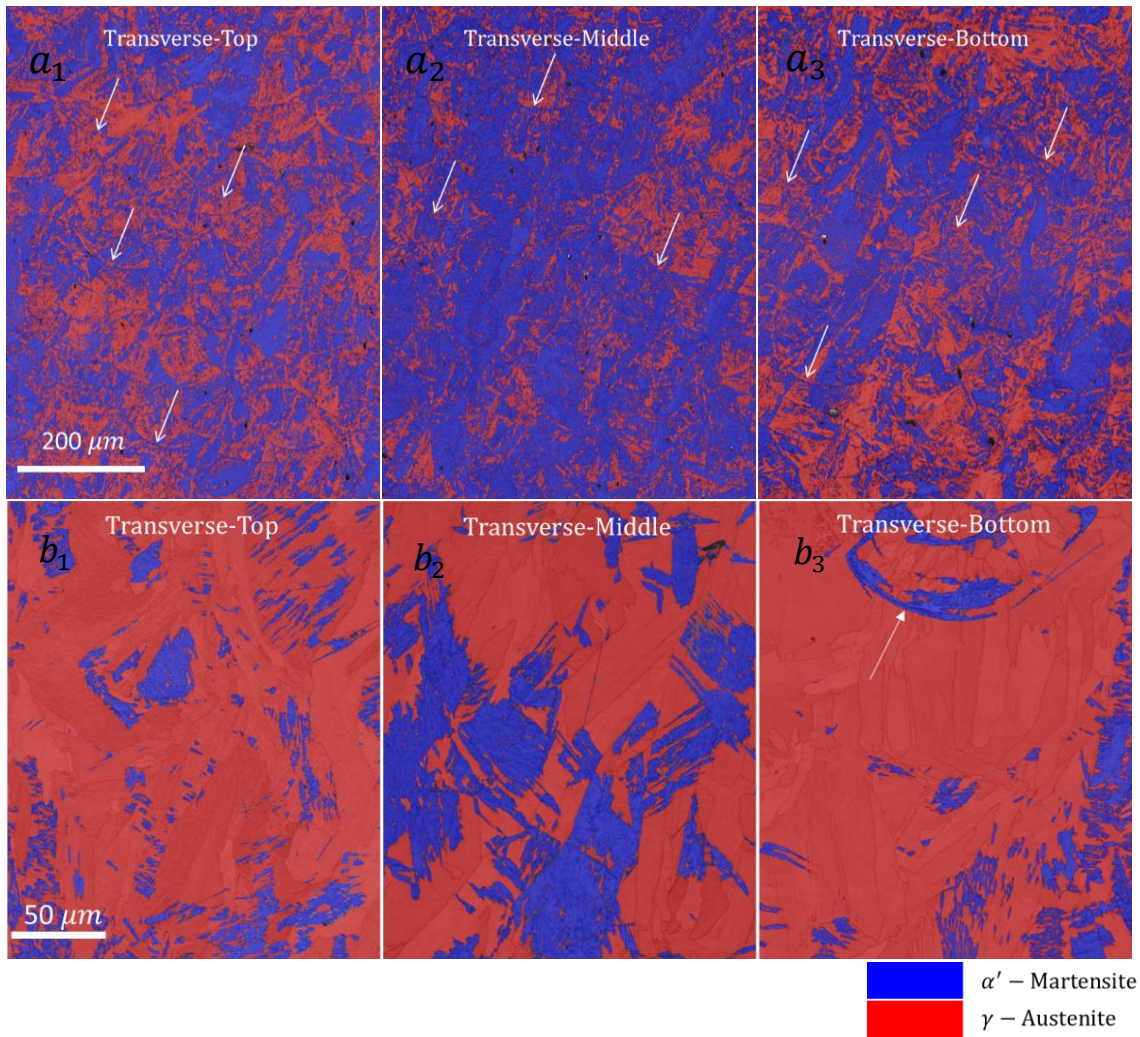 Transverse-Top
a₁
Transverse-Middle
a₂
Transverse-Bottom
a₃
200 μm
Transverse-Top
b₁
Transverse-Middle
b₂
Transverse-Bottom
b₃
50 μm
α′ − Martensite
γ − Austenite